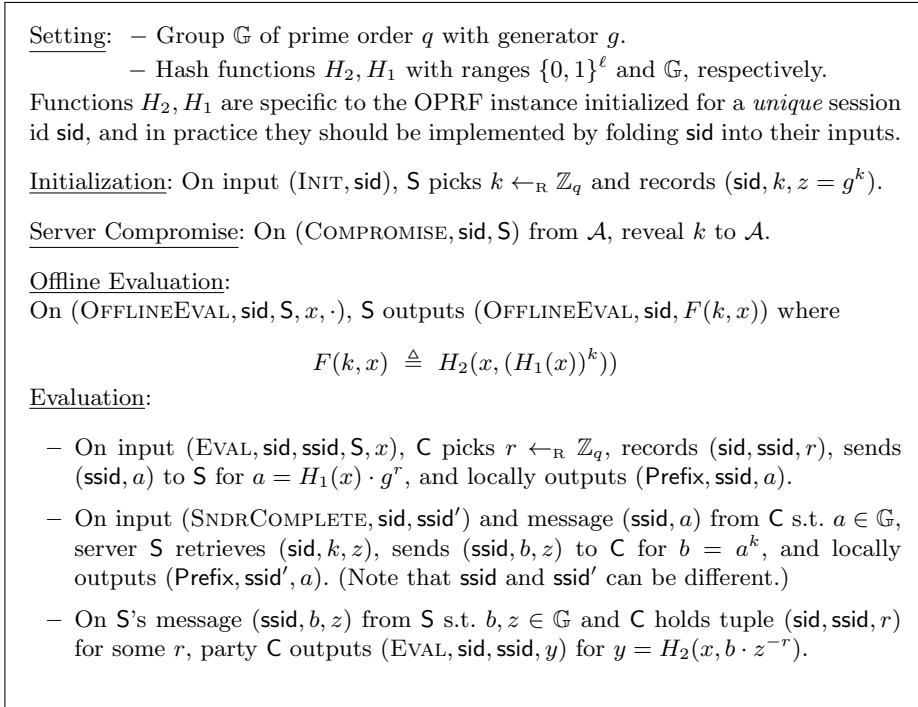 Setting: – Group 𝔾 of prime order q with generator g.
– Hash functions H₂, H₁ with ranges {0, 1}^ℓ and 𝔾, respectively.
Functions H₂, H₁ are specific to the OPRF instance initialized for a unique session
id sid, and in practice they should be implemented by folding sid into their inputs.
Initialization: On input (INIT, sid), S picks k ←_R ℤ_q and records (sid, k, z = g^k).
Server Compromise: On (COMPROMISE, sid, S) from 𝒜, reveal k to 𝒜.
Offline Evaluation:
On (OFFLINEEVAL, sid, S, x, ·), S outputs (OFFLINEEVAL, sid, F(k, x)) where
F(k, x) ≜ H₂(x, (H₁(x))^k))
Evaluation:
– On input (EVAL, sid, ssid, S, x), C picks r ←_R ℤ_q, records (sid, ssid, r), sends
(ssid, a) to S for a = H₁(x) · g^r, and locally outputs (Prefix, ssid, a).
– On input (SNDRCOMPLETE, sid, ssid′) and message (ssid, a) from C s.t. a ∈ 𝔾,
server S retrieves (sid, k, z), sends (ssid, b, z) to C for b = a^k, and locally
outputs (Prefix, ssid′, a). (Note that ssid and ssid′ can be different.)
– On S's message (ssid, b, z) from S s.t. b, z ∈ 𝔾 and C holds tuple (sid, ssid, r)
for some r, party C outputs (EVAL, sid, ssid, y) for y = H₂(x, b · z^{−r}).